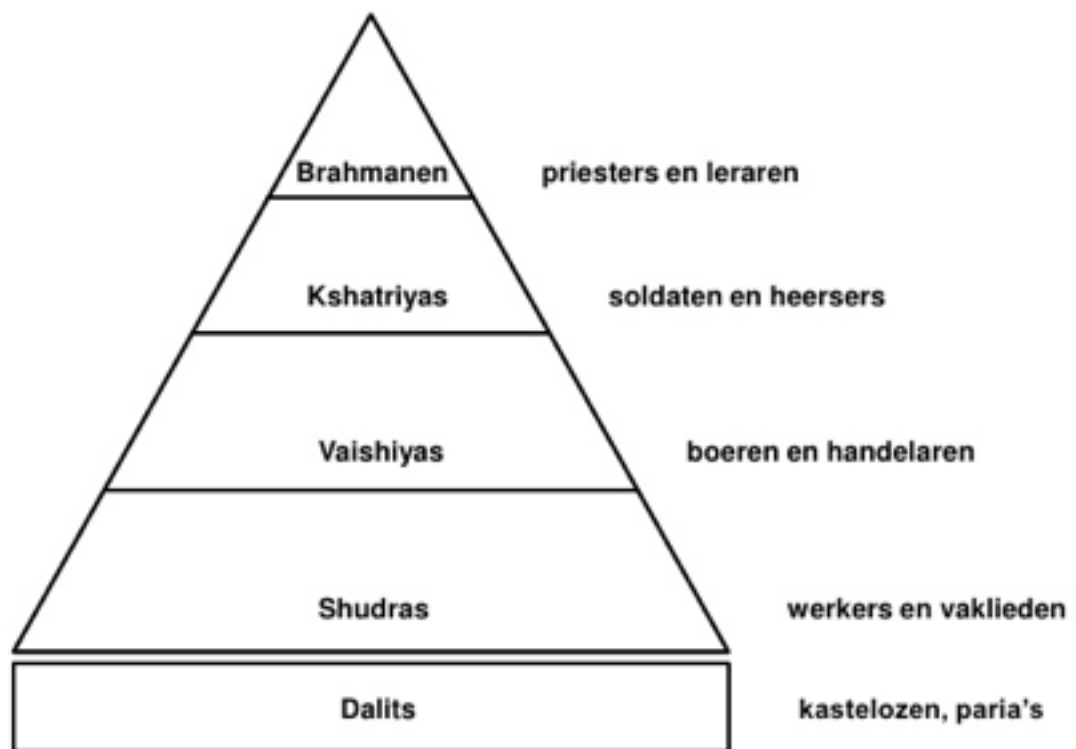 Brahmanen priesters en leraren
Kshatriyas soldaten en heersers
Vaishiyas boeren en handelaren
Shudras werkers en vaklieden
Dalits kastelozen, paria's